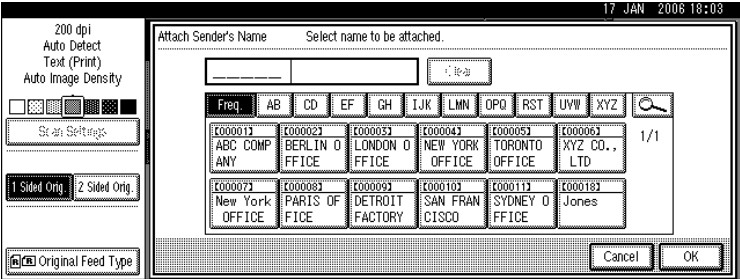 17 JAN 2006 18:03
200 dpi
Auto Detect
Text (Print)
Auto Image Density
Scan Settings
1 Sided Orig. 2 Sided Orig.
Original Feed Type
Attach Sender's Name Select name to be attached.
Clear
Freq. AB CD EF GH IJK LMN OPQ RST UVW XYZ
[00001] [00002] [00003] [00004] [00005] [00006]
ABC COMP BERLIN O LONDON O NEW YORK TORONTO XYZ CO., 1/1
ANY FFICE FFICE OFFICE OFFICE LTD
[00007] [00008] [00009] [00010] [00011] [00018]
New York PARIS OF DETROIT SAN FRAN SYDNEY O Jones
OFFICE FICE FACTORY CISCO FFICE
Cancel OK